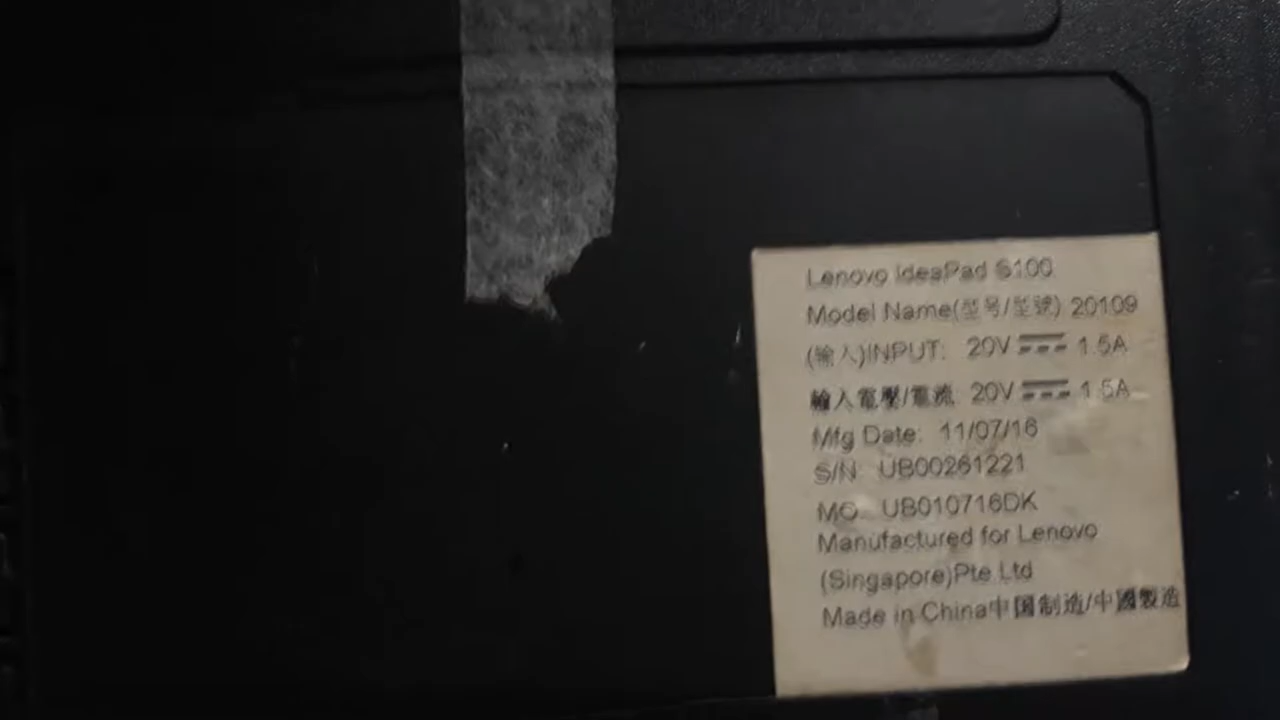 Lenovo IdeaPad S100
Model Name(型号/型號) 20109
(输入)INPUT: 20V 1.5A
輸入電壓/電流 20V 1.5A
Mfg Date: 11/07/16
S/N: UB00261221
MO: UB010716DK
Manufactured for Lenovo
(Singapore)Pte.Ltd
Made in China中国制造/中國製造